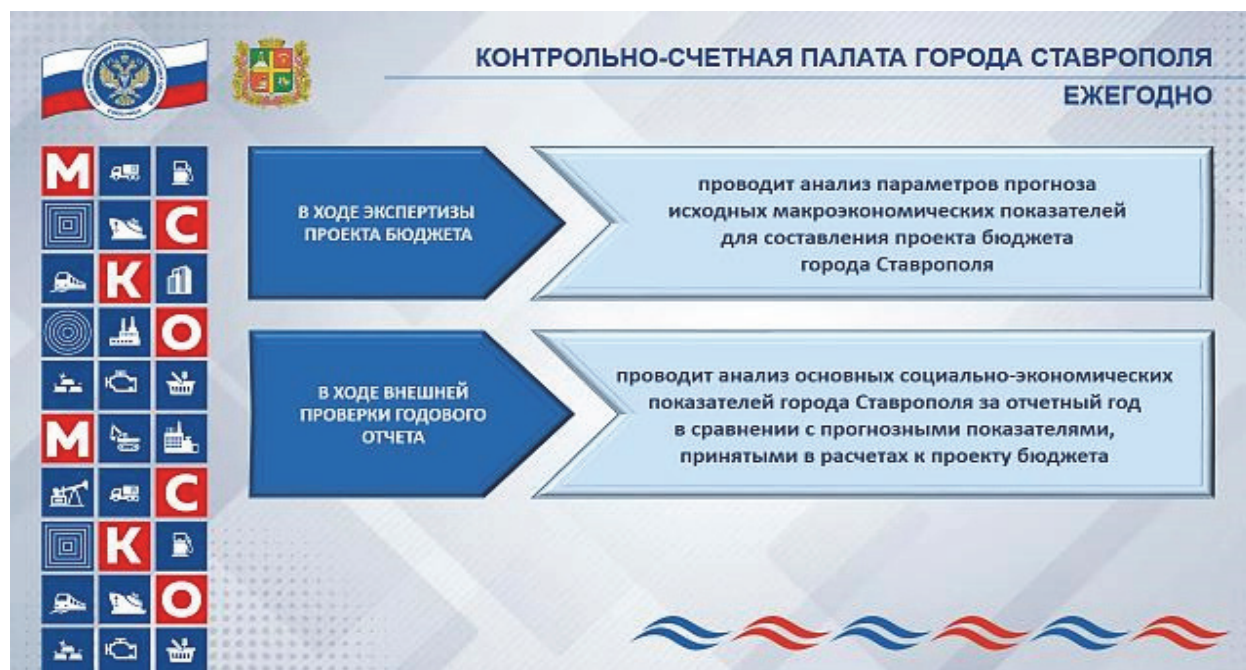 КОНТРОЛЬНО-СЧЕТНАЯ ПАЛАТА ГОРОДА СТАВРОПОЛЯ
ЕЖЕГОДНО
В ХОДЕ ЭКСПЕРТИЗЫ
ПРОЕКТА БЮДЖЕТА
проводит анализ параметров прогноза
исходных макроэкономических показателей
для составления проекта бюджета
города Ставрополя
В ХОДЕ ВНЕШНЕЙ
ПРОВЕРКИ ГОДОВОГО
ОТЧЕТА
проводит анализ основных социально-экономических
показателей города Ставрополя за отчетный год
в сравнении с прогнозными показателями,
принятыми в расчетах к проекту бюджета
М
С
К
О
М
С
К
О